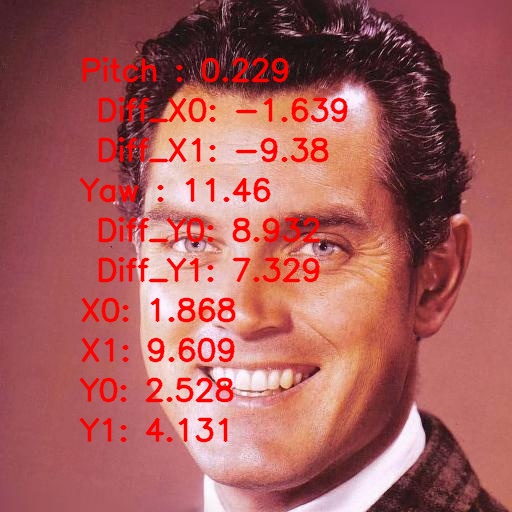 Pitch : 0.229
Diff_X0: -1.639
Diff_X1: -9.38
Yaw : 11.46
Diff_Y0: 8.932
Diff_Y1: 7.329
X0: 1.868
X1: 9.609
Y0: 2.528
Y1: 4.131